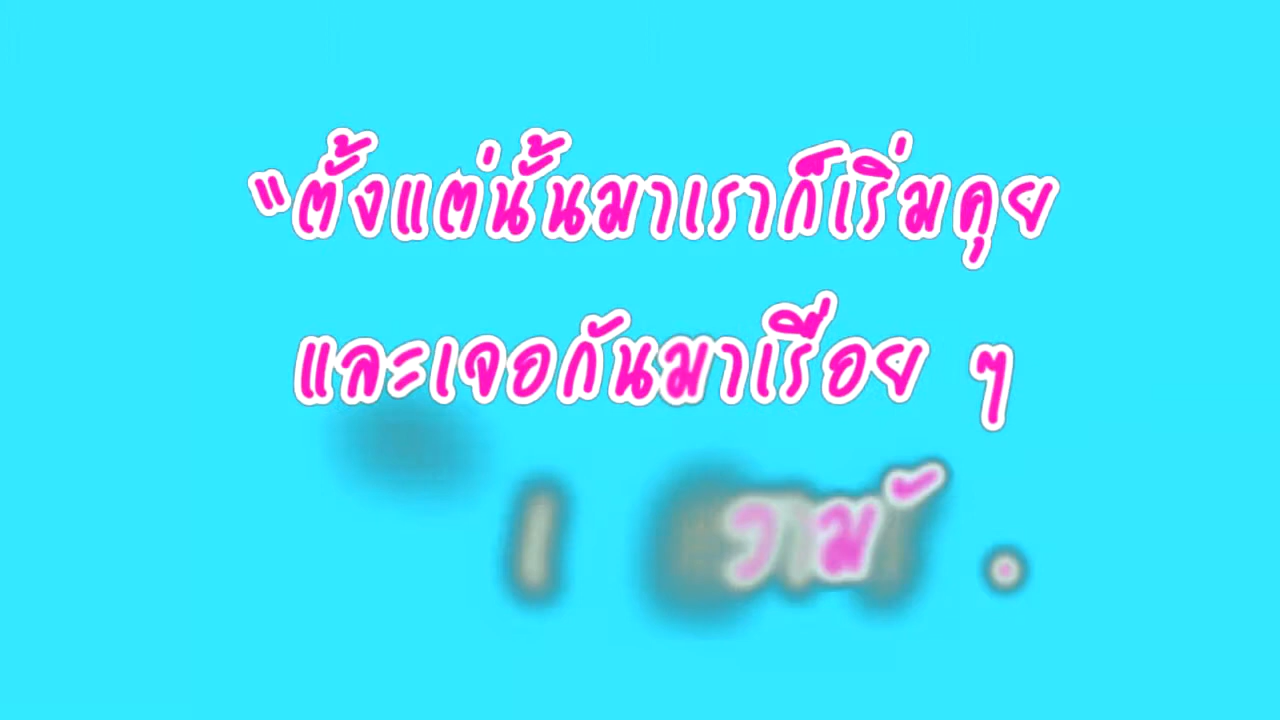 "ตั้งแต่นั้นมาเราก็เริ่มคุย
และเจอกันมาเรื่อย ๆ